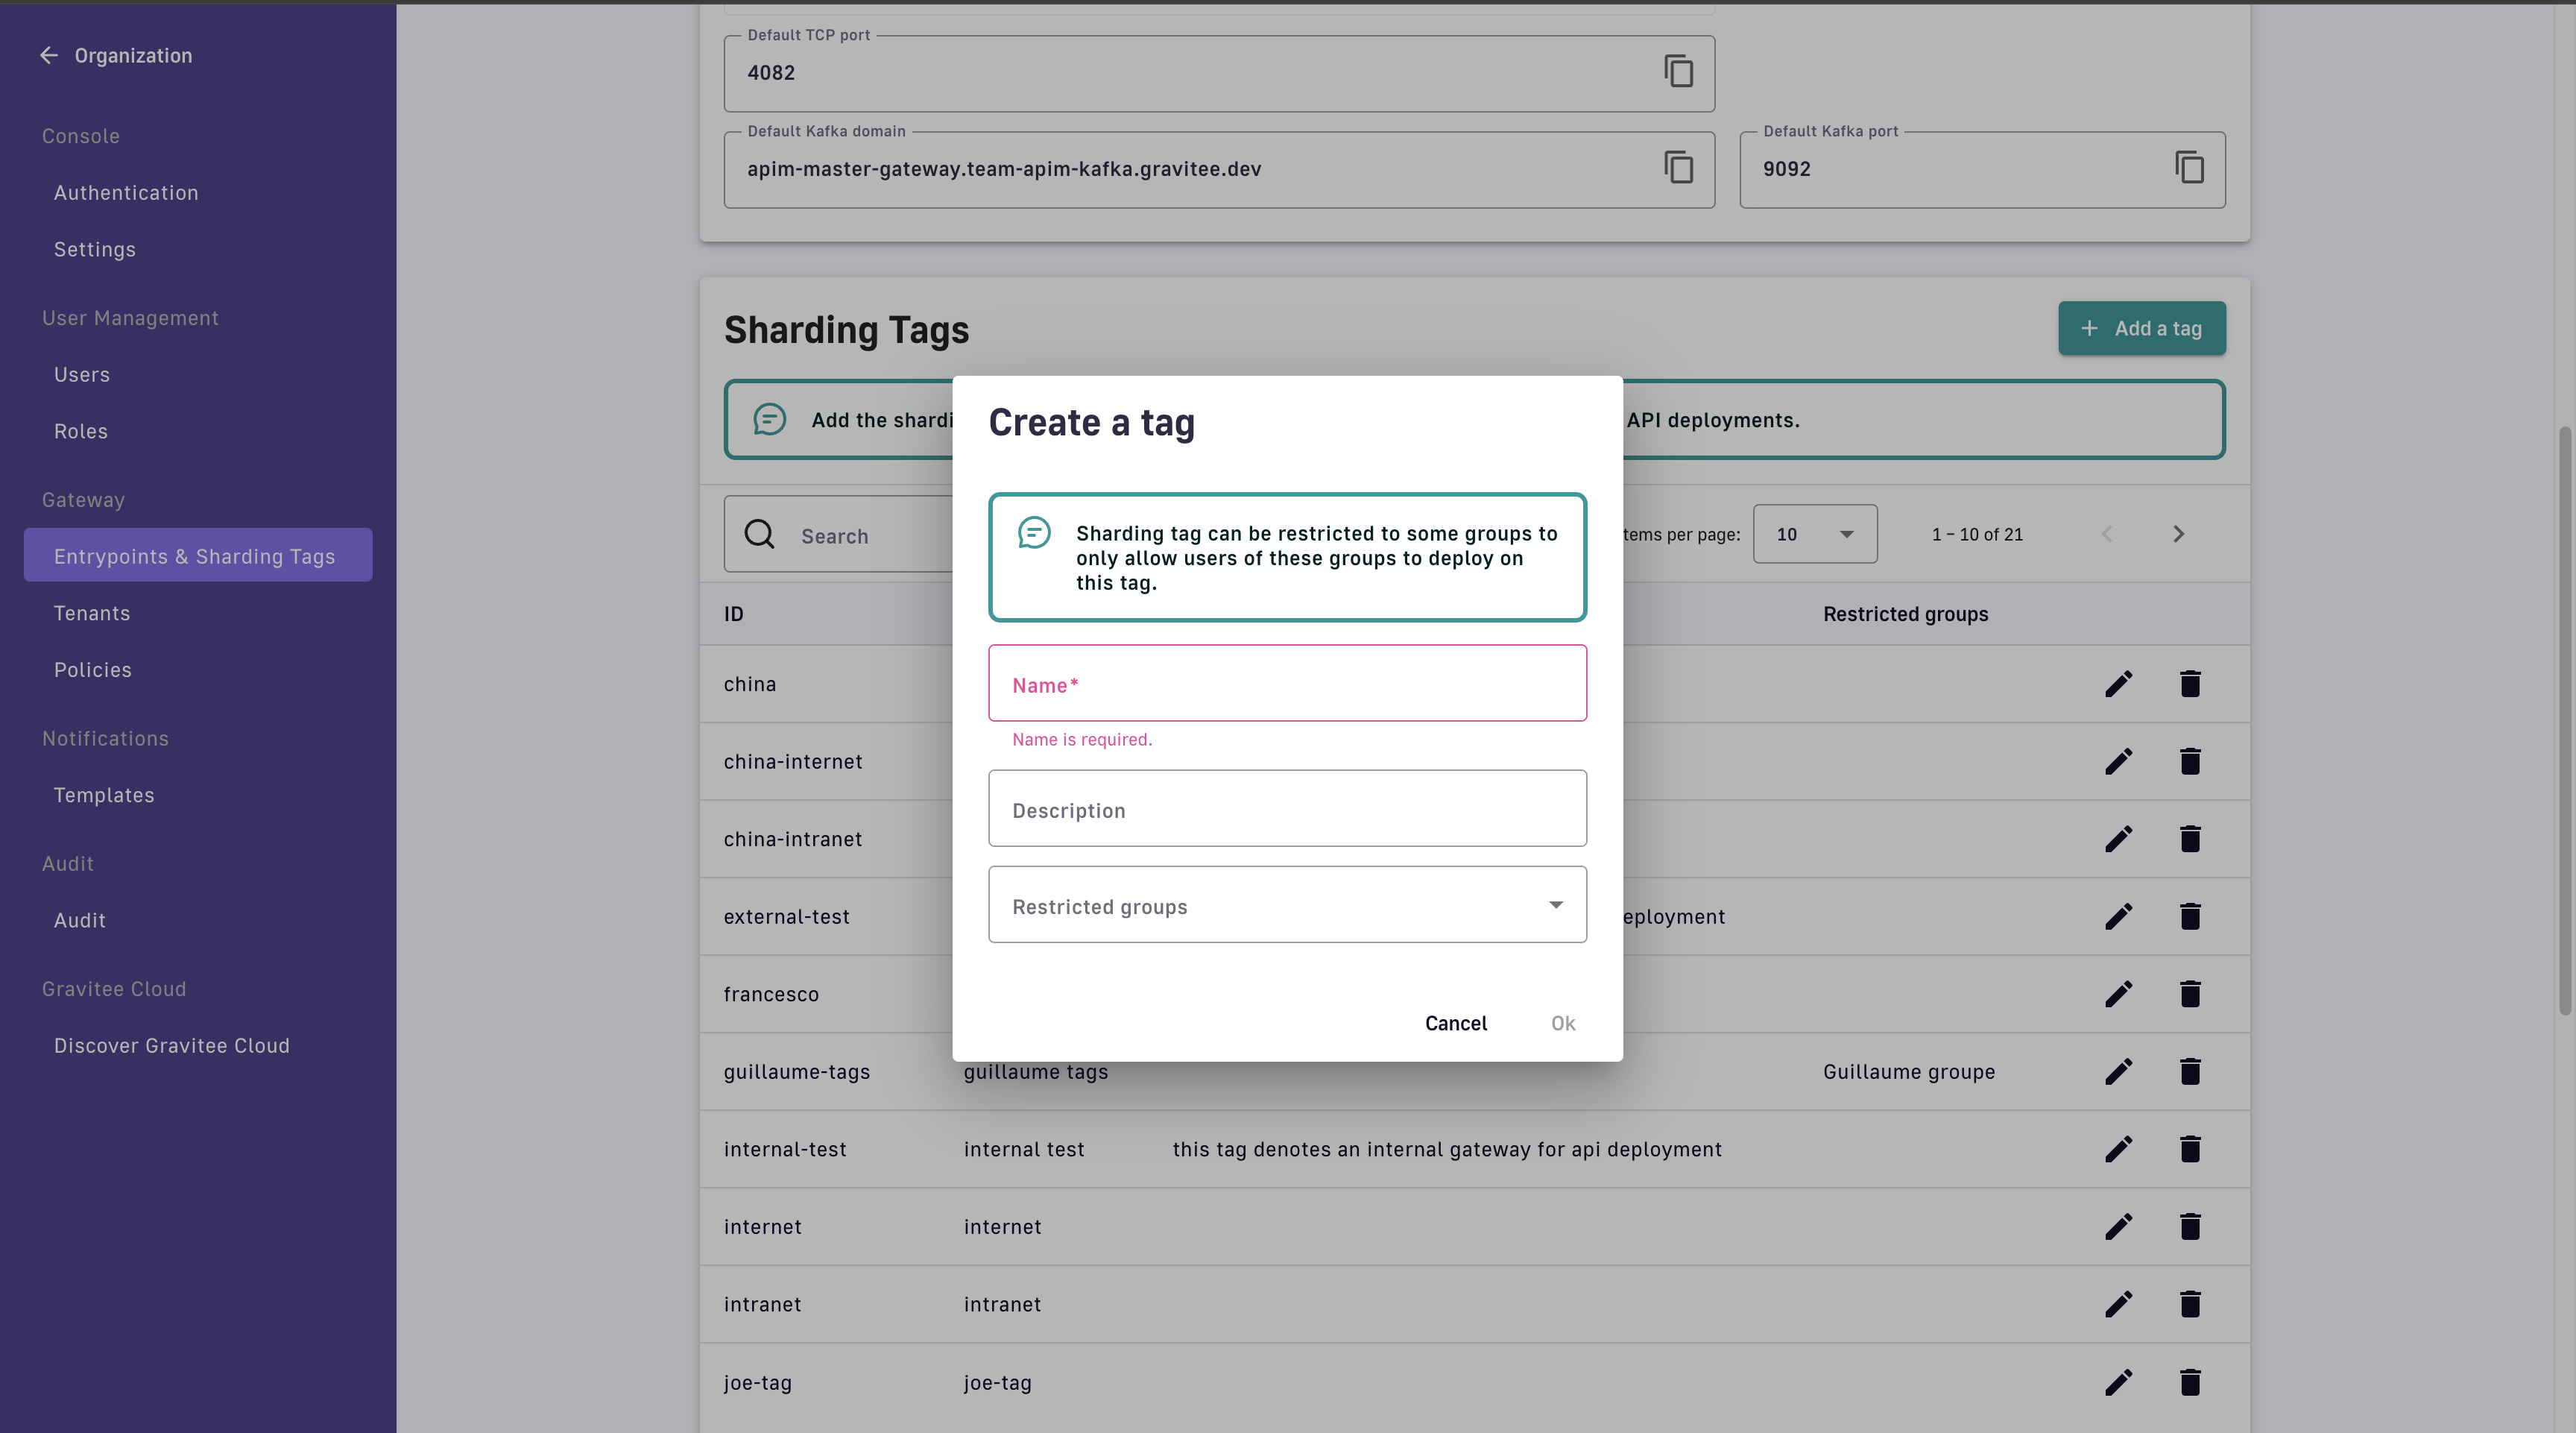 Organization
Console
Authentication
Settings
User Management
Users
Roles
Gateway
Entrypoints & Sharding Tags
Tenants
Policies
Notifications
Templates
Audit
Audit
Gravitee Cloud
Discover Gravitee Cloud
Default TCP port
4082
Default Kafka domain
apim-master-gateway.team-apim-kafka.gravitee.dev
Default Kafka port
9092
Sharding Tags
+ Add a tag
Add the shardi
API deployments.
Search
tems per page:
10
1 – 10 of 21
ID
Restricted groups
china
china-internet
china-intranet
external-test
eployment
francesco
guillaume-tags
guillaume tags
Guillaume groupe
internal-test
internal test
this tag denotes an internal gateway for api deployment
internet
internet
intranet
intranet
joe-tag
joe-tag
Create a tag
Sharding tag can be restricted to some groups to
only allow users of these groups to deploy on
this tag.
Name*
Name is required.
Description
Restricted groups
Cancel
Ok